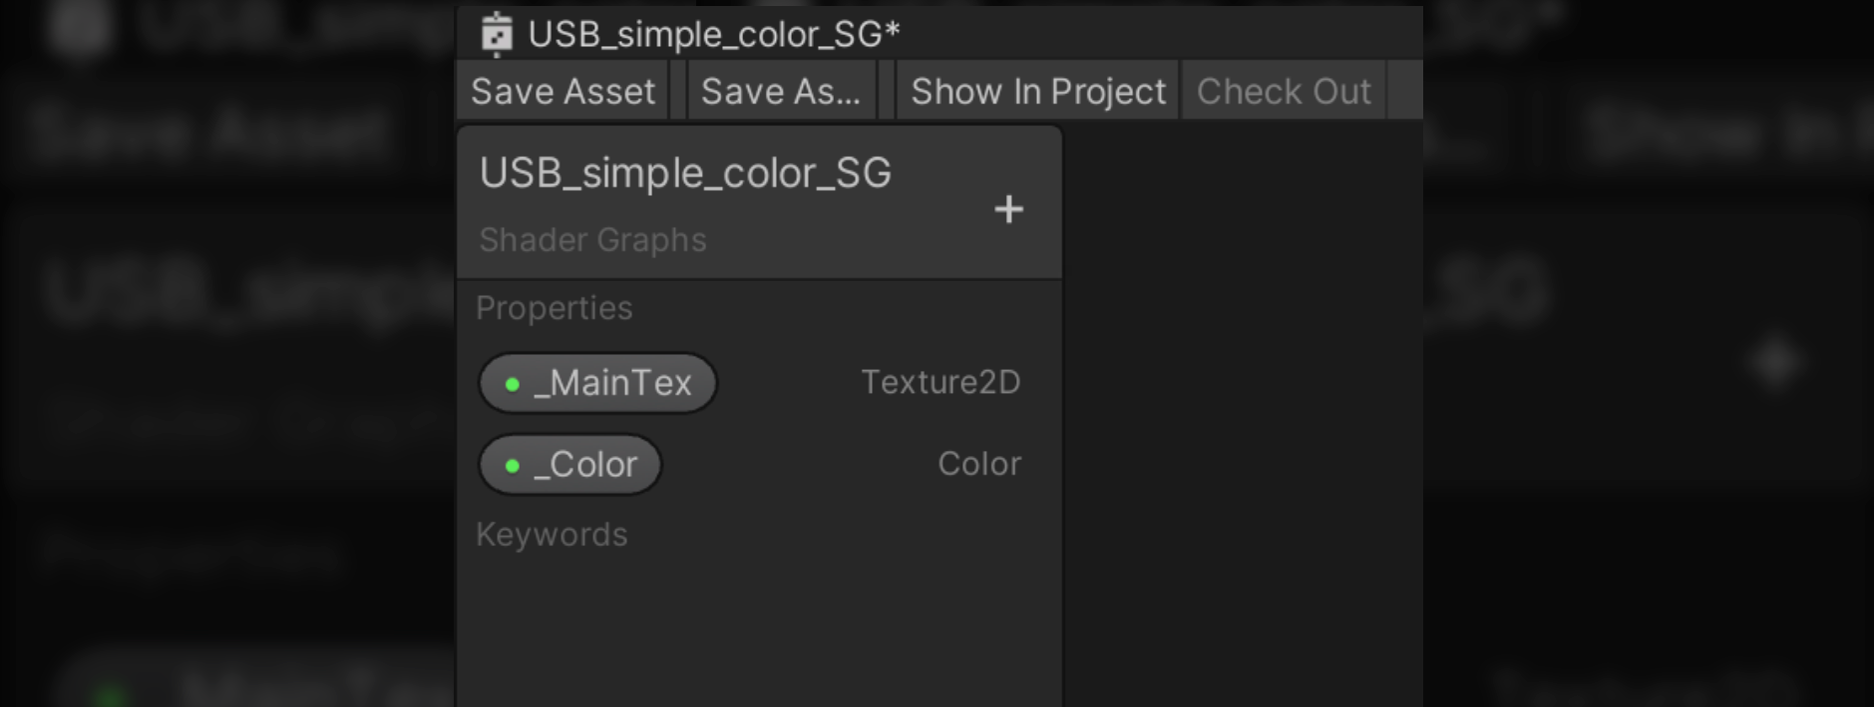 USB_simple_color_SG*
Save Asset Save As... Show In Project Check Out
USB_simple_color_SG
+
Shader Graphs
Properties
_MainTex Texture2D
_Color Color
Keywords